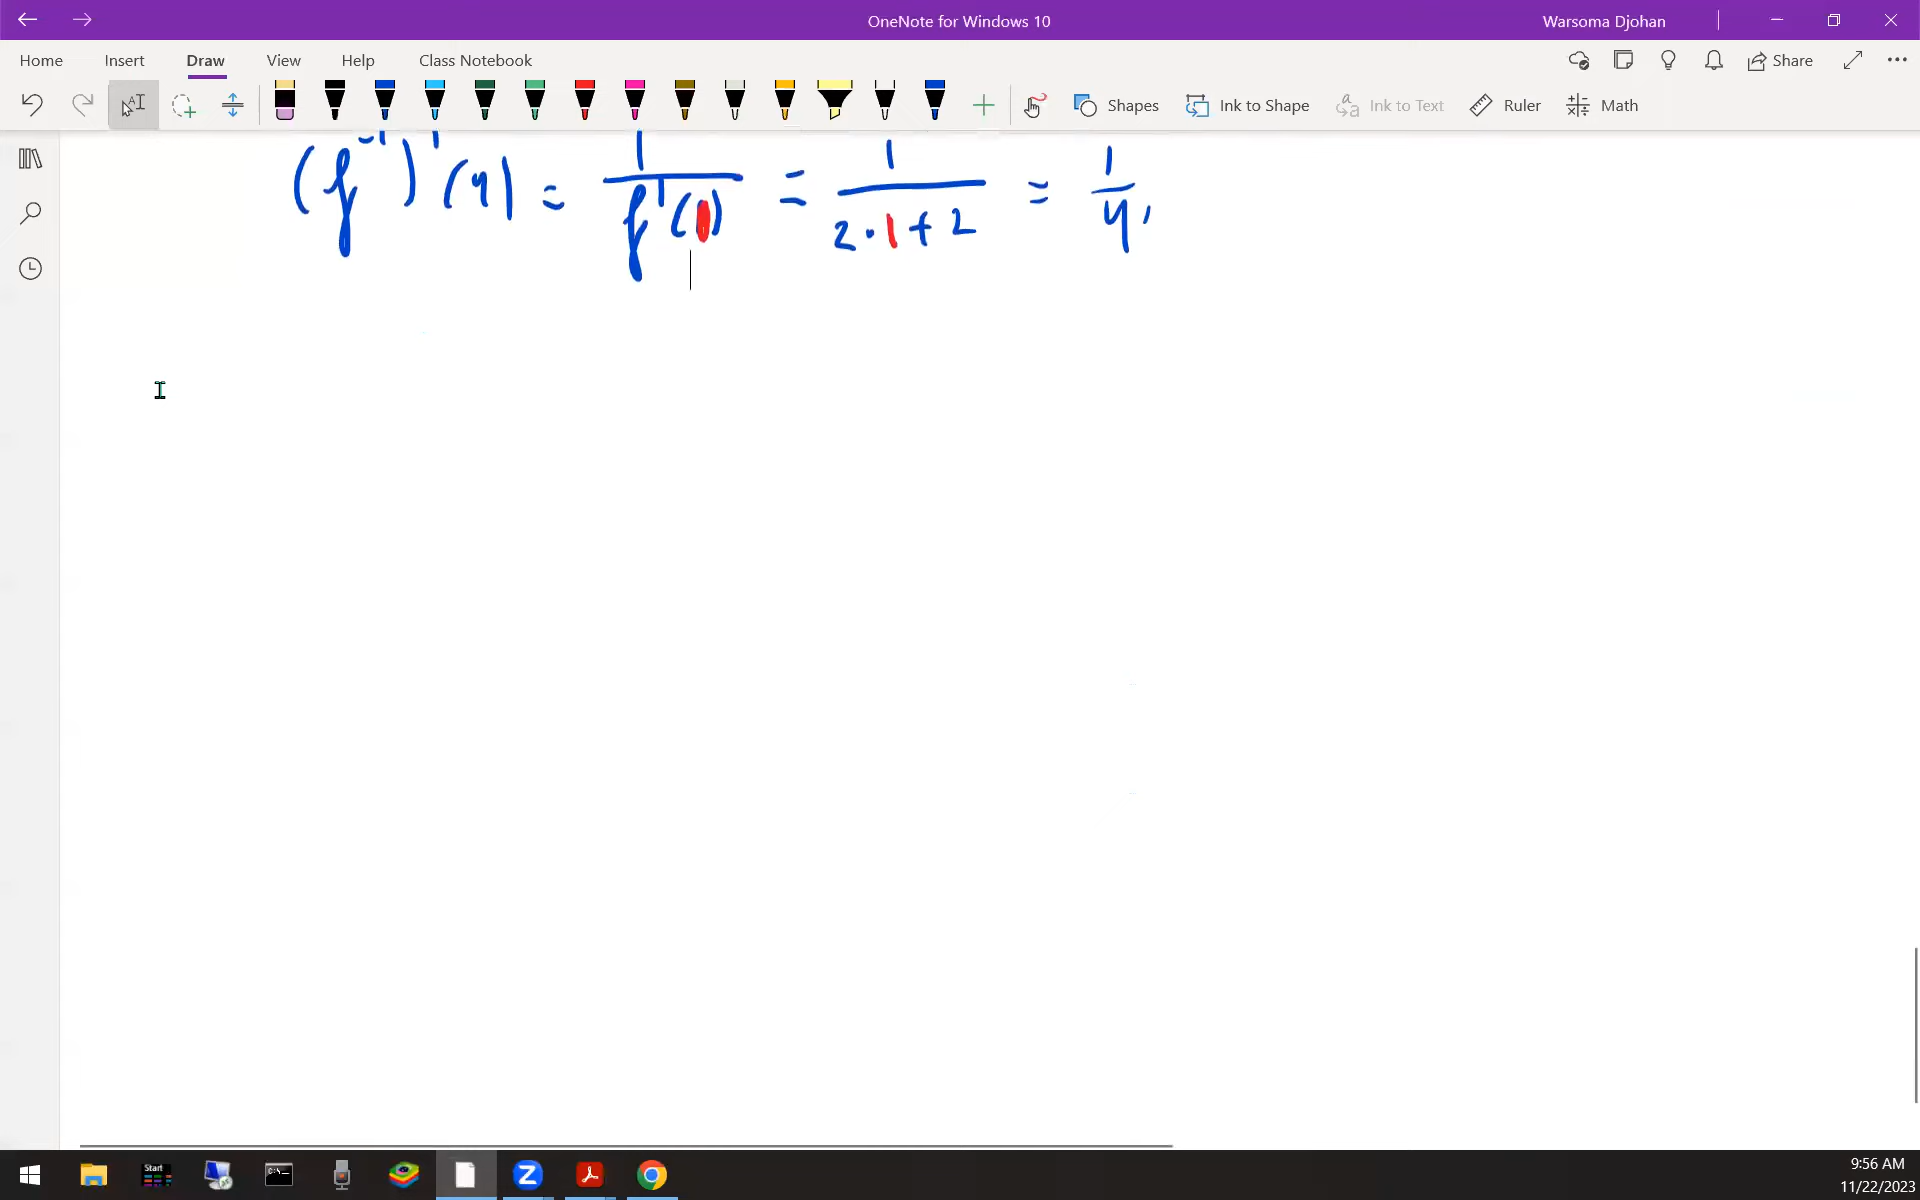 OneNote for Windows 10
Warsoma Djohan
Home Insert Draw View Help Class Notebook
Share
Shapes Ink to Shape Ink to Text Ruler Math
(f⁻¹)'(4) = 1/f'(1) = 1/(2·1+2) = 1/4,
Start
9:56 AM
11/22/2023